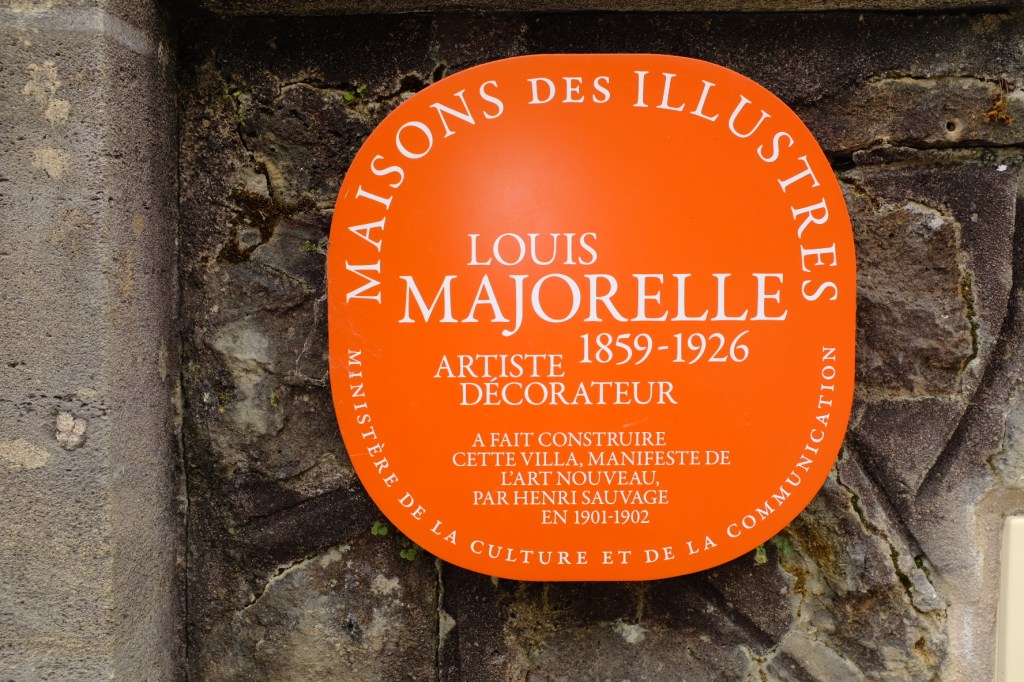 MAISONS DES ILLUSTRES
LOUIS
MAJORELLE
1859-1926
ARTISTE
DÉCORATEUR
A FAIT CONSTRUIRE
CETTE VILLA, MANIFESTE DE
L'ART NOUVEAU,
PAR HENRI SAUVAGE
EN 1901-1902
MINISTÈRE DE LA CULTURE ET DE LA COMMUNICATION